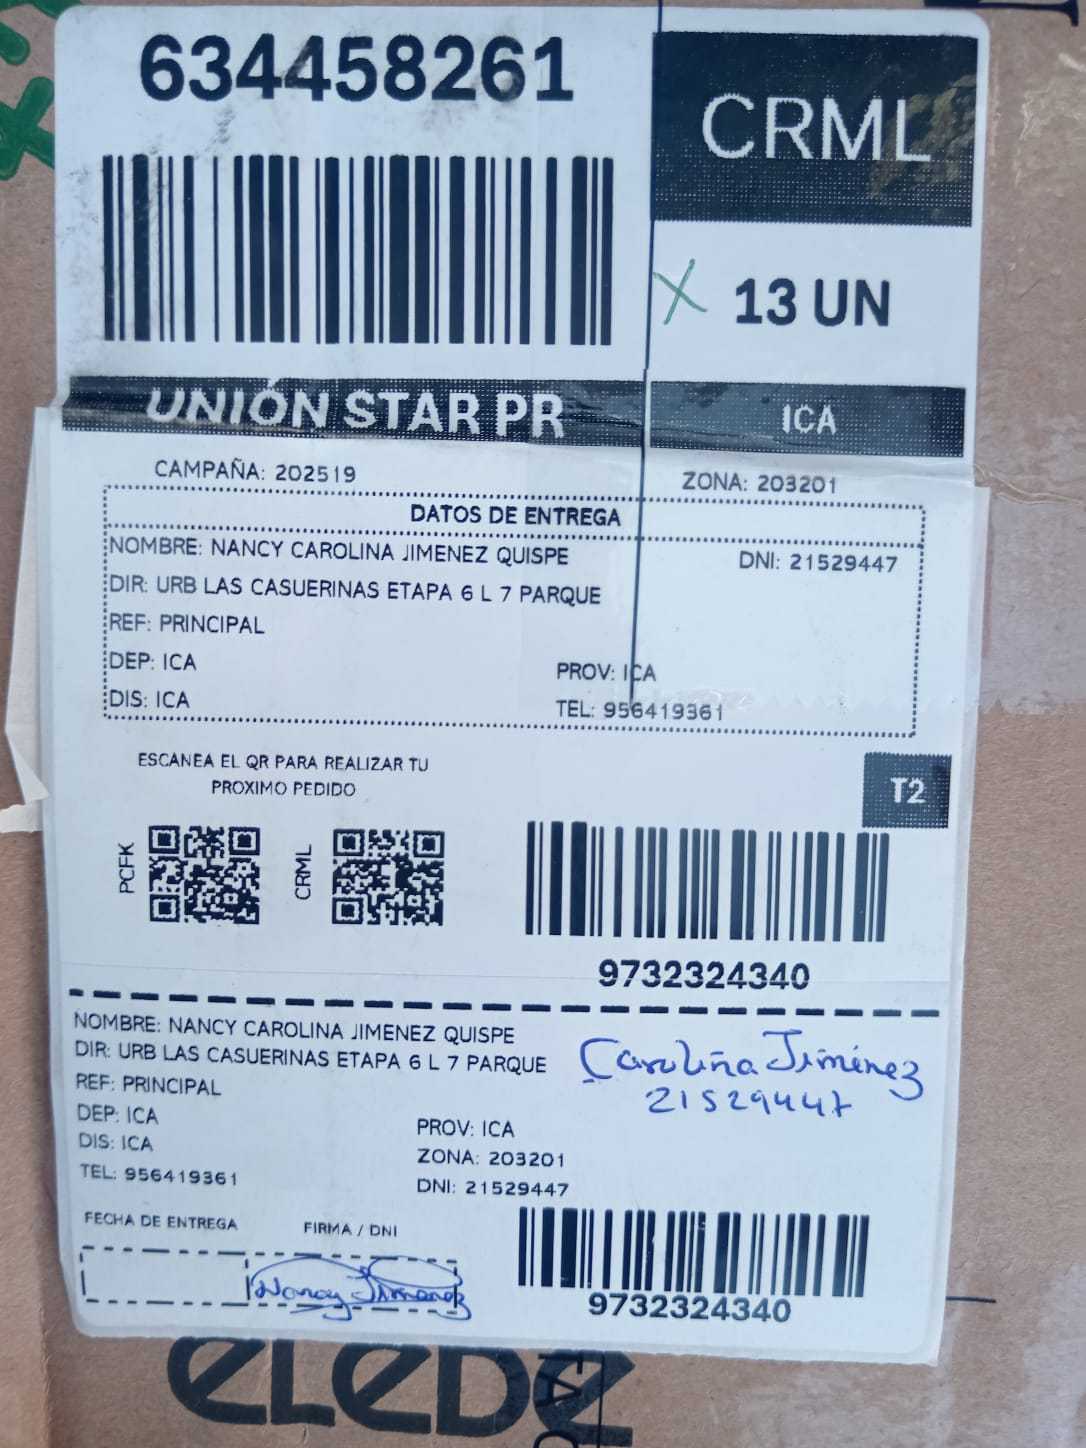 634458261
CRML
X 13 UN
UNIÓN STAR PR
ICA
CAMPAÑA: 202519
ZONA: 203201
DATOS DE ENTREGA
NOMBRE: NANCY CAROLINA JIMENEZ QUISPE
DNI: 21529447
DIR: URB LAS CASUERINAS ETAPA 6 L 7 PARQUE
REF: PRINCIPAL
DEP: ICA
PROV: ICA
DIS: ICA
TEL: 956419361
ESCANEA EL QR PARA REALIZAR TU
PROXIMO PEDIDO
T2
PCFK
CRML
9732324340
NOMBRE: NANCY CAROLINA JIMENEZ QUISPE
DIR: URB LAS CASUERINAS ETAPA 6 L 7 PARQUE
Carolina Jiménez
21529447
REF: PRINCIPAL
DEP: ICA
PROV: ICA
DIS: ICA
ZONA: 203201
TEL: 956419361
DNI: 21529447
FECHA DE ENTREGA
FIRMA / DNI
Nancy Jimenez
9732324340